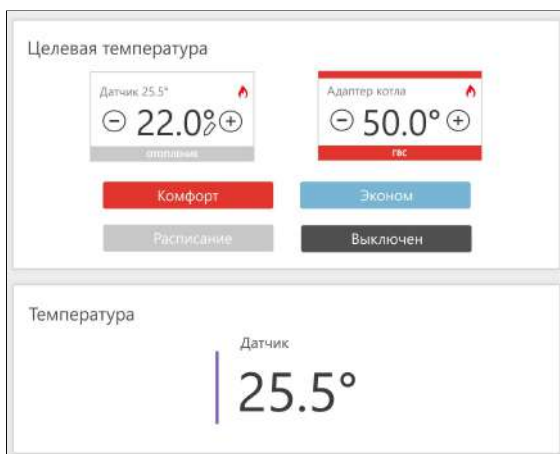 Целевая температура
Датчик 25.5°
22.0°
отопление
Адаптер котла
50.0°
ГВС
Комфорт
Эконом
Расписание
Выключен
Температура
Датчик
25.5°